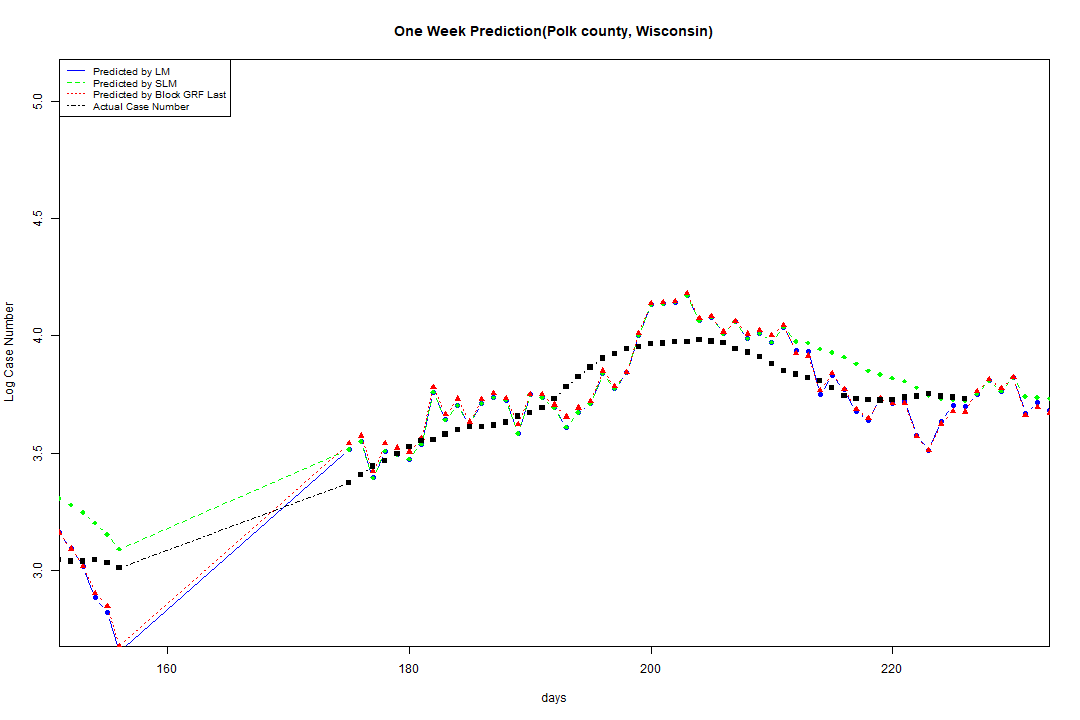 One Week Prediction(Polk county, Wisconsin)
Predicted by LM
Predicted by SLM
Predicted by Block GRF Last
Actual Case Number
5.0
4.5
4.0
3.5
3.0
Log Case Number
160
180
200
220
days